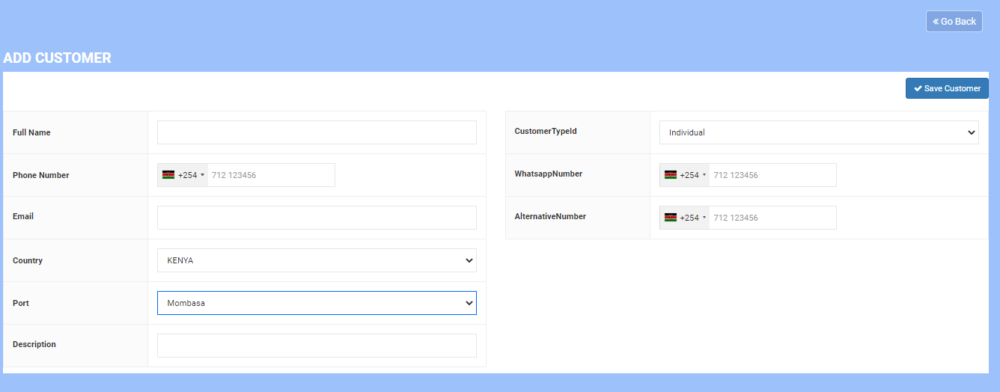 « Go Back
ADD CUSTOMER
Save Customer
Full Name
CustomerTypeId
Individual
Phone Number
+254
712 123456
WhatsappNumber
+254
712 123456
Email
AlternativeNumber
+254
712 123456
Country
KENYA
Port
Mombasa
Description